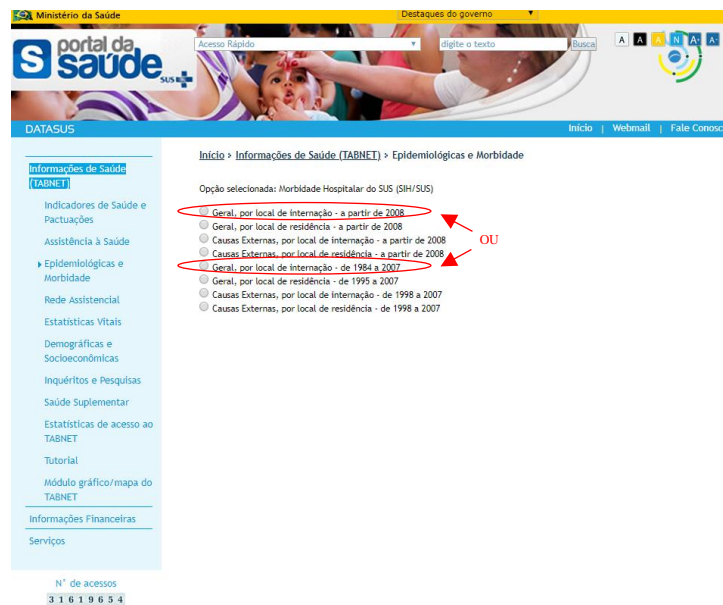 Ministério da Saúde
Destaques do governo
portal da
saúde
SUS
Acesso Rápido
digite o texto
Busca
A A A N A+ A-
DATASUS
Início | Webmail | Fale Conosc
Início > Informações de Saúde (TABNET) > Epidemiológicas e Morbidade
Informações de Saúde
(TABNET)
Indicadores de Saúde e
Pactuações
Assistência à Saúde
Epidemiológicas e
Morbidade
Rede Assistencial
Estatísticas Vitais
Demográficas e
Socioeconômicas
Inquéritos e Pesquisas
Saúde Suplementar
Estatísticas de acesso ao
TABNET
Tutorial
Módulo gráfico/mapa do
TABNET
Informações Financeiras
Serviços
N° de acessos
31619654
Opção selecionada: Morbidade Hospitalar do SUS (SIH/SUS)
Geral, por local de internação - a partir de 2008
Geral, por local de residência - a partir de 2008
Causas Externas, por local de internação - a partir de 2008
Causas Externas, por local de residência - a partir de 2008
Geral, por local de internação - de 1984 a 2007
Geral, por local de residência - de 1995 a 2007
Causas Externas, por local de internação - de 1998 a 2007
Causas Externas, por local de residência - de 1998 a 2007
OU